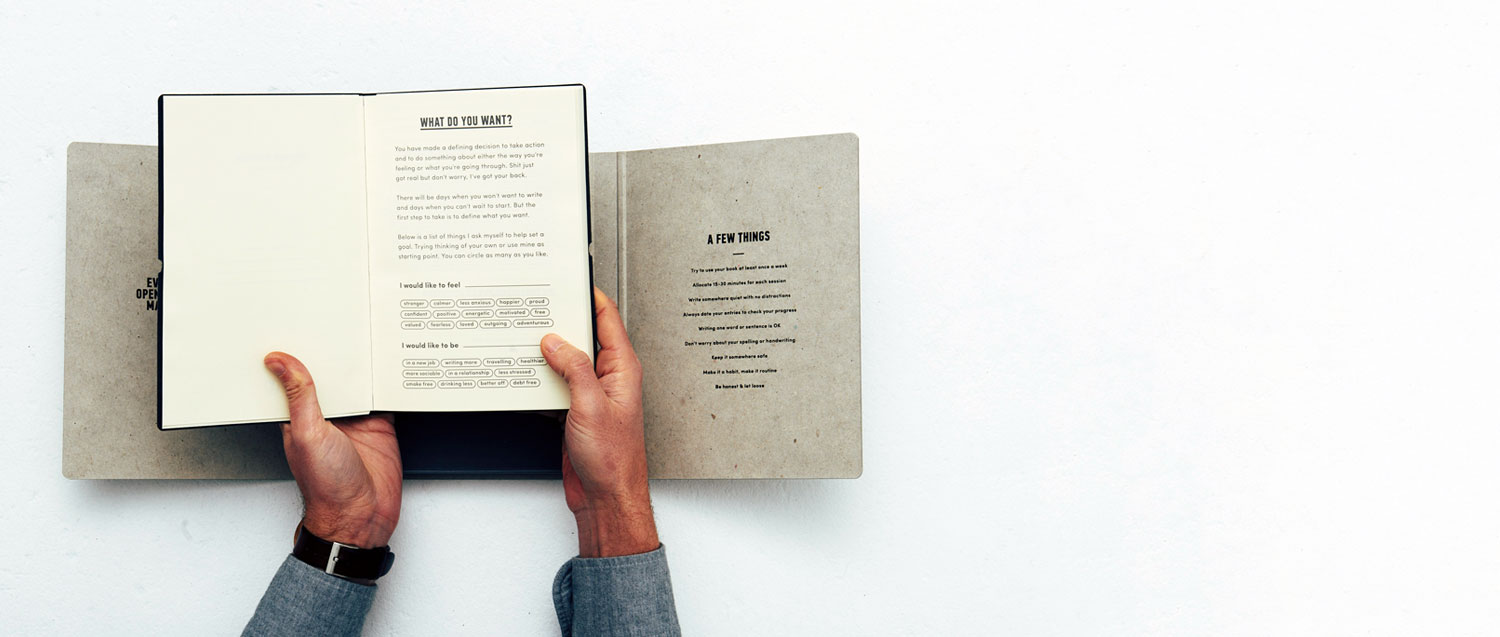 WHAT DO YOU WANT?
You have made a defining decision to take action
and to do something about either the way you're
feeling or what you're going through. Shit just
got real but don't worry, I've got your back.
There will be days when you won't want to write
and days when you can't wait to start. But the
first step to take is to define what you want.
Below is a list of things I ask myself to help set a
goal. Trying thinking of your own or use mine as
starting point. You can circle as many as you like.
I would like to feel
stronger calmer less anxious happier proud
confident positive energetic motivated free
valued fearless loved outgoing adventurous
I would like to be
in a new job writing more travelling healthier
more sociable in a relationship less stressed
smoke free drinking less better off debt free
EV
OPEN
MA
A FEW THINGS
Try to use your book at least once a week
Allocate 15-30 minutes for each session
Write somewhere quiet with no distractions
Always date your entries to check your progress
Writing one word or sentence is OK
Don't worry about your spelling or handwriting
Keep it somewhere safe
Make it a habit, make it routine
Be honest & let loose